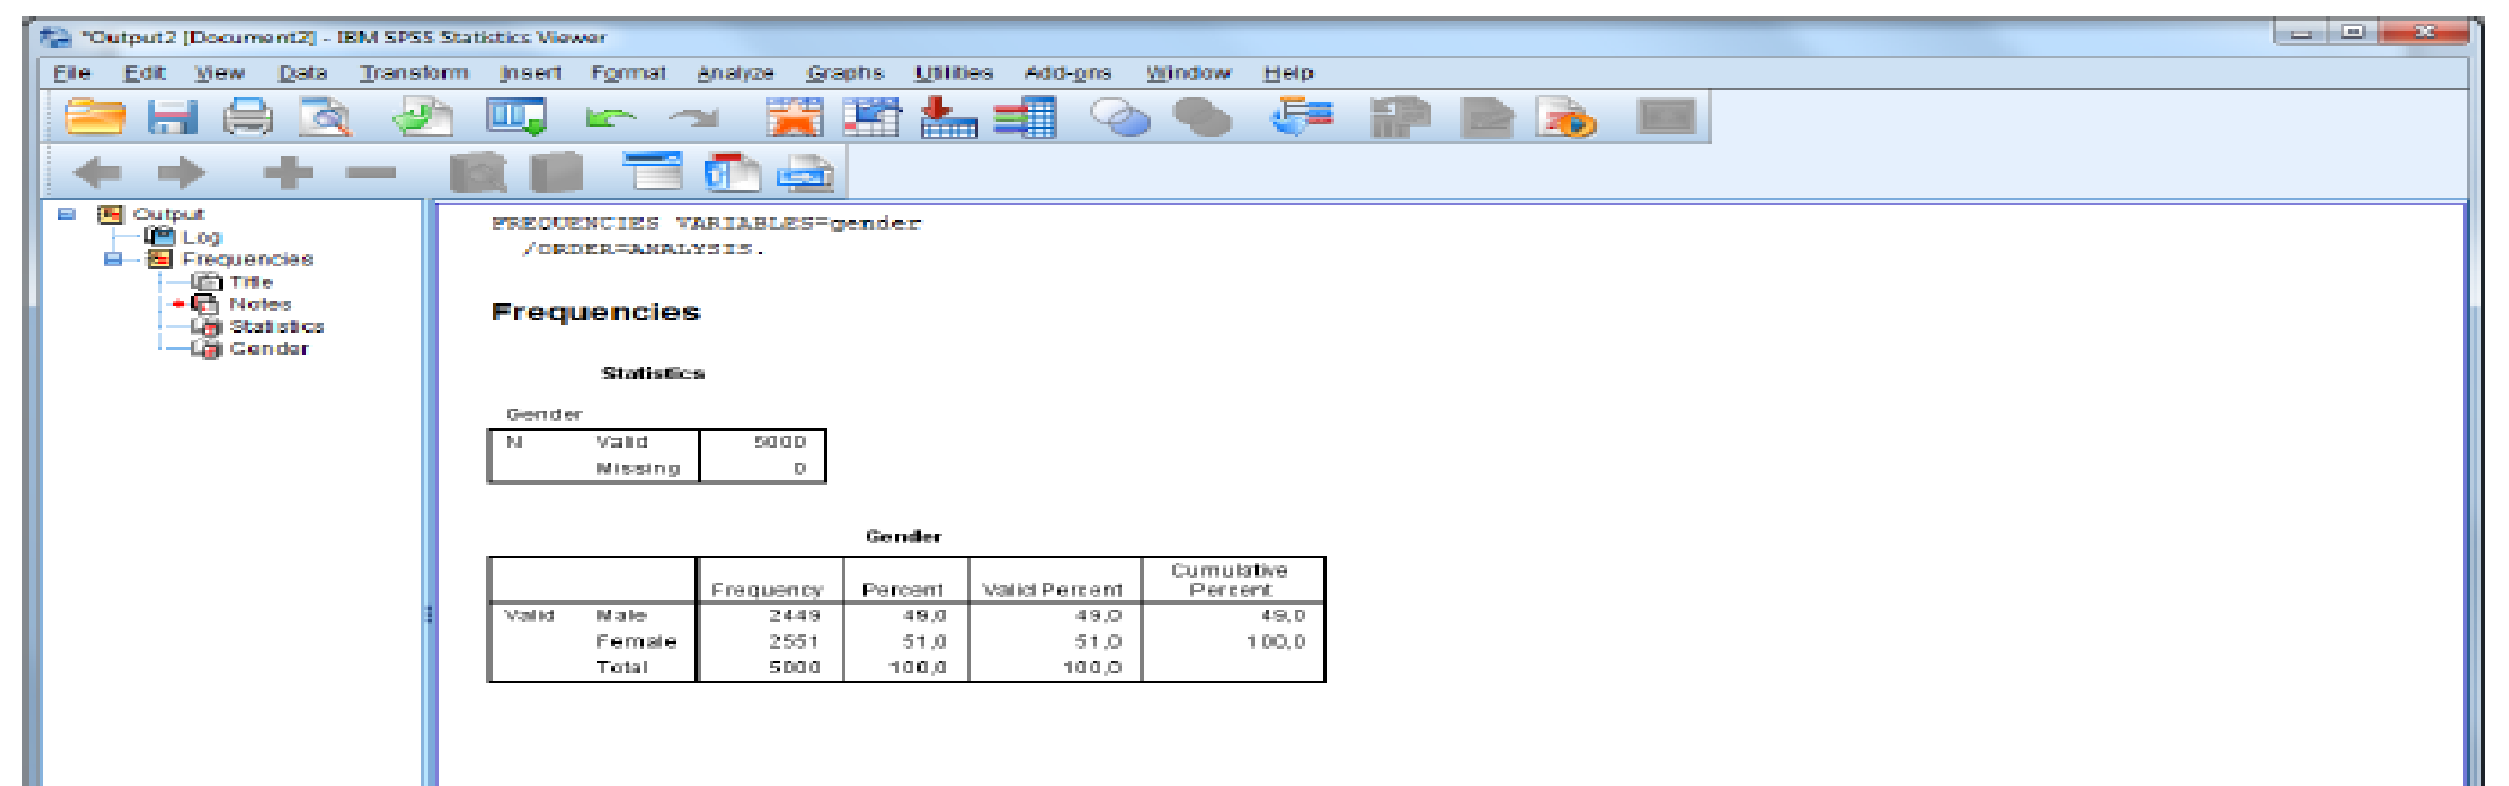 *Output2 [Document2] - IBM SPSS Statistics Viewer
File Edit View Data Transform Insert Format Analyze Graphs Utilities Add-ons Window Help
Output
Log
Frequencies
Title
Notes
Statistics
Gender
FREQUENCIES VARIABLES=gender
/ORDER=ANALYSIS.
Frequencies
Statistics
Gender
N Valid 5000
Missing 0
Gender
Frequency Percent Valid Percent Cumulative Percent
Valid Male 2449 49,0 49,0 49,0
Female 2551 51,0 51,0 100,0
Total 5000 100,0 100,0